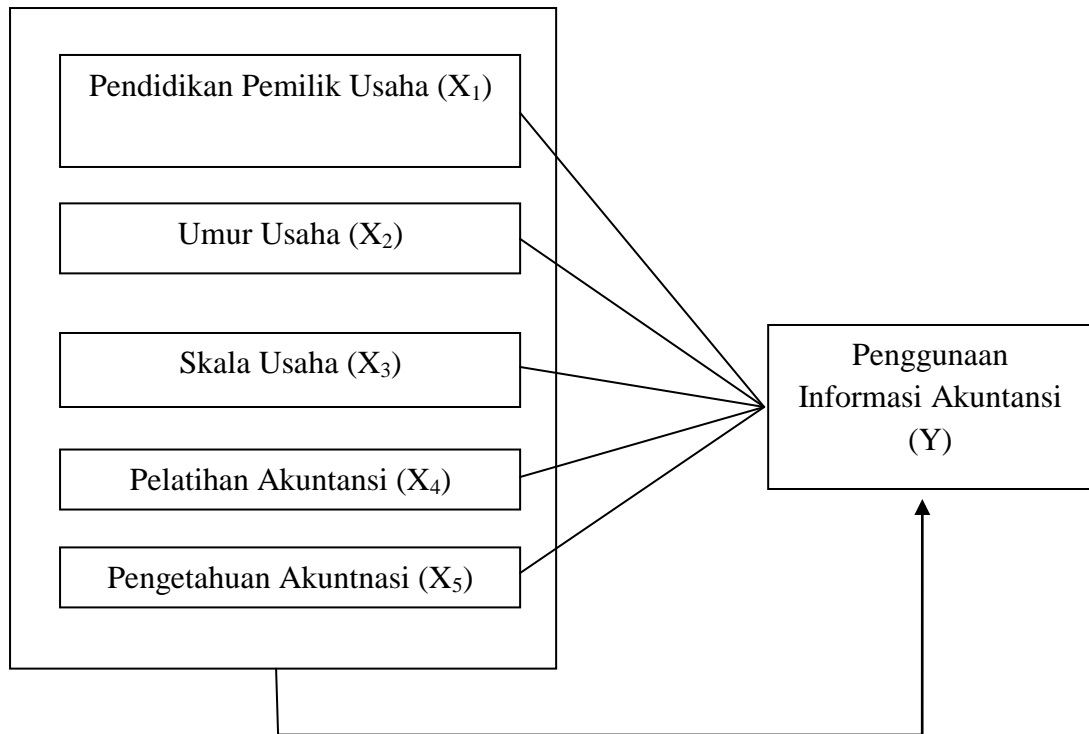 Pendidikan Pemilik Usaha (X₁)
Umur Usaha (X₂)
Skala Usaha (X₃)
Pelatihan Akuntansi (X₄)
Pengetahuan Akuntnasi (X₅)
Penggunaan
Informasi Akuntansi
(Y)